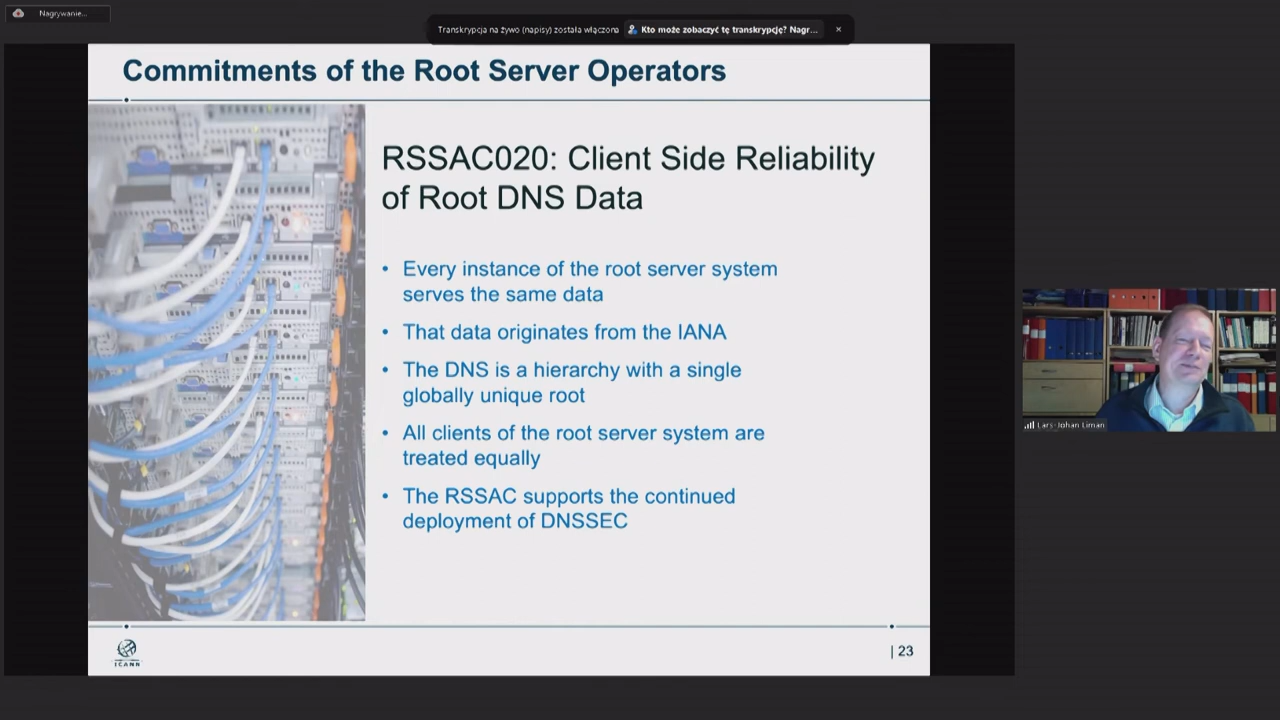 Nagrywanie...
Transkrypcja na żywo (napisy) została włączona Kto może zobaczyć tę transkrypcję? Nagr... ×
Commitments of the Root Server Operators
RSSAC020: Client Side Reliability
of Root DNS Data
• Every instance of the root server system
serves the same data
• That data originates from the IANA
• The DNS is a hierarchy with a single
globally unique root
• All clients of the root server system are
treated equally
• The RSSAC supports the continued
deployment of DNSSEC
Lars-Johan Liman
ICANN
| 23